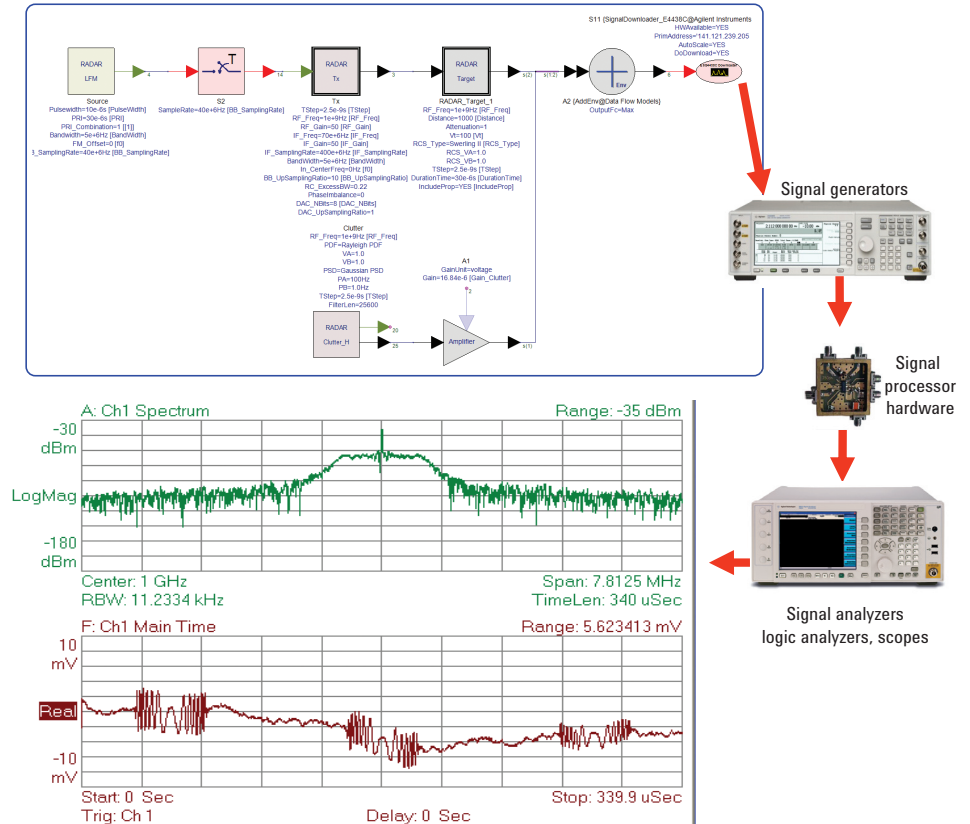 S11 {SignalDownloader_E4438C@Agilent Instruments
HWAvailable=YES
PrimAddress='141.121.239.205
AutoScale=YES
DoDownload=YES
RADAR
LFM
4
T
14
RADAR
Tx
3
RADAR
Target
s(2)
s(1:2)
Env
6
Source
Pulsewidth=10e-6s [PulseWidth]
PRI=30e-6s [PRI]
PRI_Combination=1 [[1]]
Bandwidth=5e+6Hz [BandWidth]
FM_Offset=0 [f0]
B_SamplingRate=40e+6Hz [BB_SamplingRate]
S2
SampleRate=40e+6Hz [BB_SamplingRate]
Tx
TStep=2.5e-9s [TStep]
RF_Freq=1e+9Hz [RF_Freq]
RF_Gain=50 [RF_Gain]
IF_Freq=70e+6Hz [IF_Freq]
IF_Gain=50 [IF_Gain]
IF_SamplingRate=400e+6Hz [IF_SamplingRate]
BandWidth=5e+6Hz [BandWidth]
In_CenterFreq=0Hz [f0]
BB_UpSamplingRatio=10 [BB_UpSamplingRatio]
RC_ExcessBW=0.22
PhaseImbalance=0
DAC_NBits=8 [DAC_NBits]
DAC_UpSamplingRatio=1
RADAR_Target_1
RF_Freq=1e+9Hz [RF_Freq]
Distance=1000 [Distance]
Attenuation=1
Vt=100 [Vt]
RCS_Type=Swerling II [RCS_Type]
RCS_VA=1.0
RCS_VB=1.0
TStep=2.5e-9s [TStep]
DurationTime=30e-6s [DurationTime]
IncludeProp=YES [IncludeProp]
A2 {AddEnv@Data Flow Models}
OutputFc=Max
Clutter
RF_Freq=1e+9Hz [RF_Freq]
PDF=Rayleigh PDF
VA=1.0
VB=1.0
PSD=Gaussian PSD
PA=100Hz
PB=1.0Hz
TStep=2.5e-9s [TStep]
FilterLen=25600
A1
GainUnit=voltage
Gain=16.84e-6 [Gain_Clutter]
2
RADAR
Clutter_H
20
25
Amplifier
s(1)
Signal generators
Signal
processor
hardware
Signal analyzers
logic analyzers, scopes
A: Ch1 Spectrum
Range: -35 dBm
-30
dBm
LogMag
-180
dBm
Center: 1 GHz
Span: 7.8125 MHz
RBW: 11.2334 kHz
TimeLen: 340 uSec
F: Ch1 Main Time
Range: 5.623413 mV
10
mV
Real
-10
mV
Start: 0 Sec
Stop: 339.9 uSec
Trig: Ch 1
Delay: 0 Sec